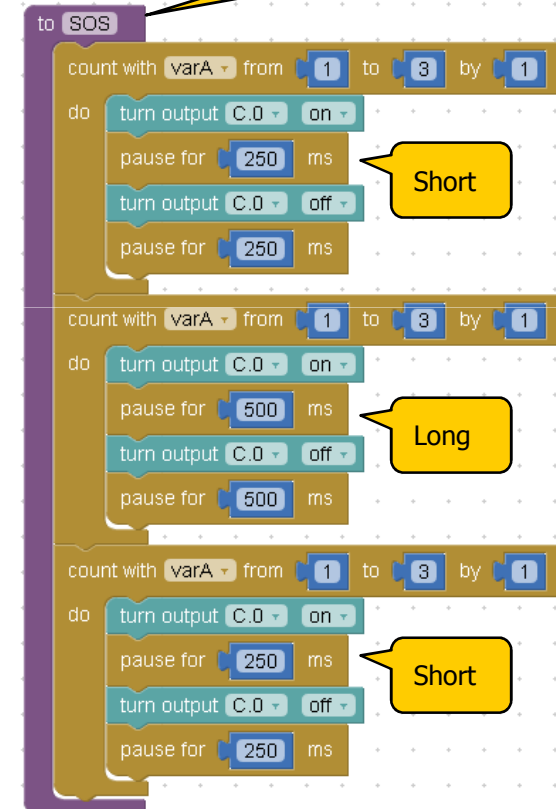 to SOS
count with varA from 1 to 3 by 1
do turn output C.0 on
pause for 250 ms
Short
turn output C.0 off
pause for 250 ms
count with varA from 1 to 3 by 1
do turn output C.0 on
pause for 500 ms
Long
turn output C.0 off
pause for 500 ms
count with varA from 1 to 3 by 1
do turn output C.0 on
pause for 250 ms
Short
turn output C.0 off
pause for 250 ms